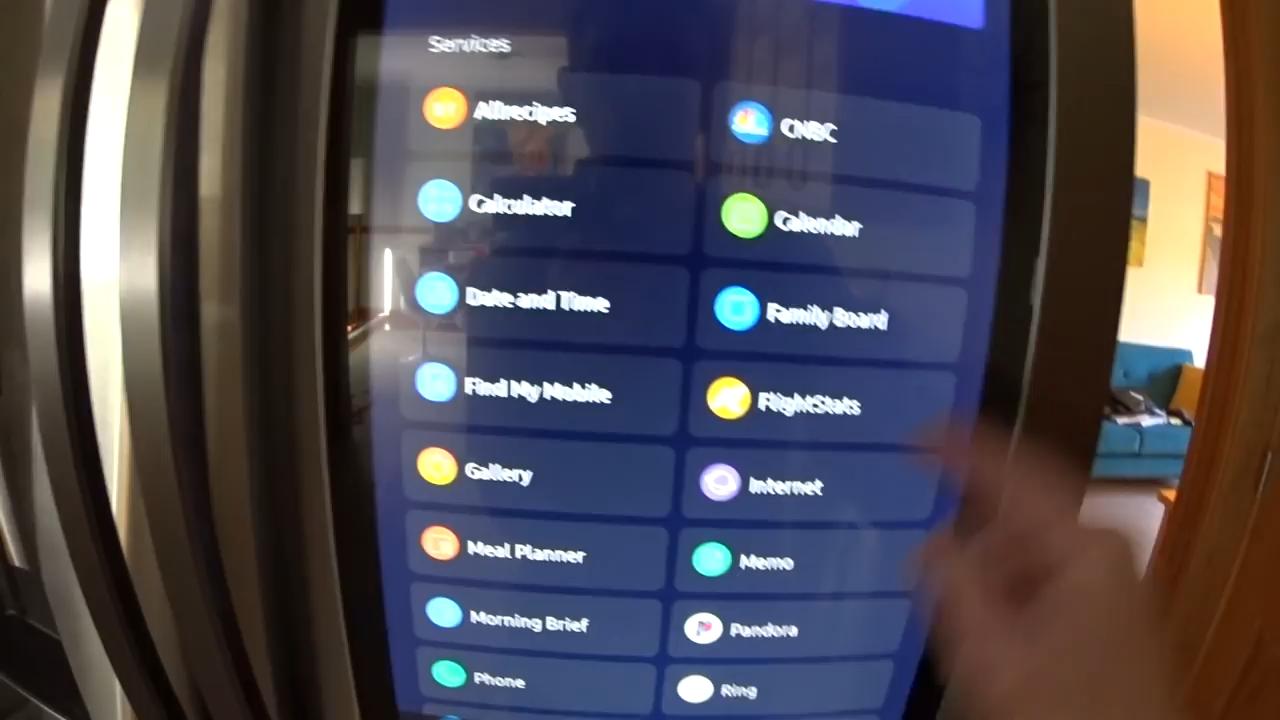 Services
Allrecipes
CNBC
Calculator
Calendar
Date and Time
Family Board
Find My Mobile
FlightStats
Gallery
Internet
Meal Planner
Memo
Morning Brief
Pandora
Phone
Ring